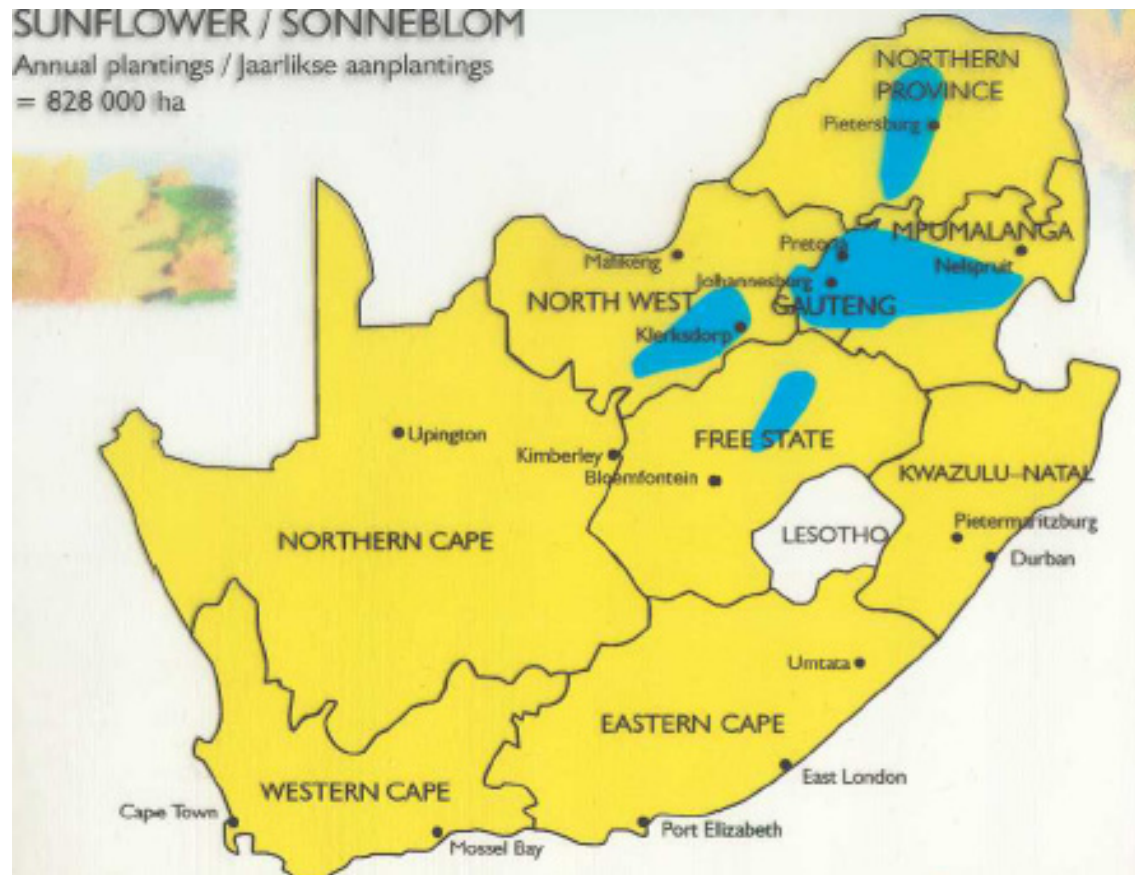 SUNFLOWER / SONNEBLOM
Annual plantings / Jaarlikse aanplantings
= 828 000 ha
NORTHERN
PROVINCE
Pietersburg
MPUMALANGA
Pretoria
Nelspruit
Mafikeng
Johannesburg
NORTH WEST
GAUTENG
Klerksdorp
Upington
FREE STATE
Kimberley
Bloemfontein
KWAZULU-NATAL
Pietermaritzburg
LESOTHO
NORTHERN CAPE
Durban
Umtata
EASTERN CAPE
East London
WESTERN CAPE
Cape Town
Port Elizabeth
Mossel Bay